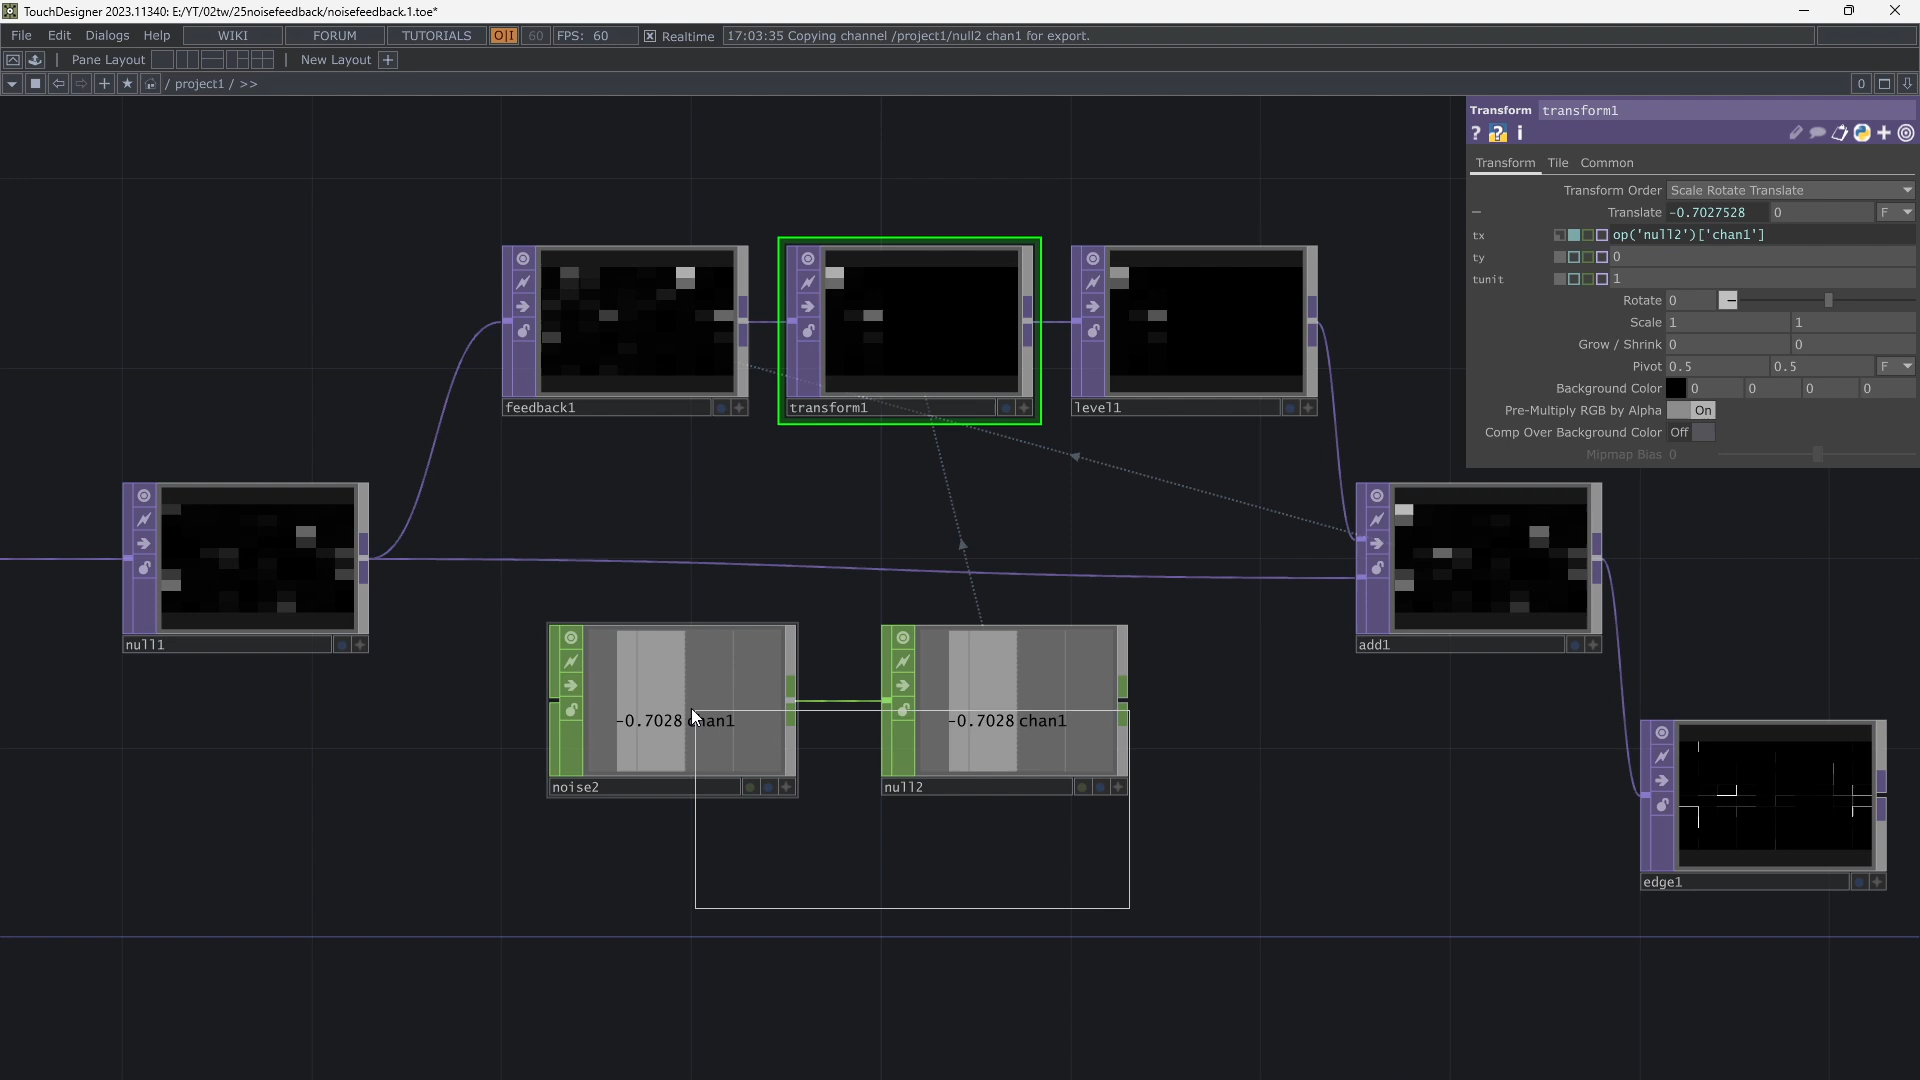 TouchDesigner 2023.11340: E:/YT/02tw/25noisefeedback/noisefeedback.1.toe*
File Edit Dialogs Help WIKI FORUM TUTORIALS O|I 60 FPS: 60 Realtime 17:03:35 Copying channel /project1/null2 chan1 for export.
Pane Layout New Layout +
/ project1 / >> 0
Transform transform1
? ? i
Transform Tile Common
Transform Order Scale Rotate Translate
Translate -0.7027528 0 F
tx op('null2')['chan1']
ty 0
tunit 1
Rotate 0
Scale 1 1
Grow / Shrink 0 0
Pivot 0.5 0.5 F
Background Color 0 0 0 0
Pre-Multiply RGB by Alpha On
Comp Over Background Color Off
Mipmap Bias 0
feedback1
transform1
level1
null1
add1
-0.7028 chan1
-0.7028 chan1
noise2
null2
edge1